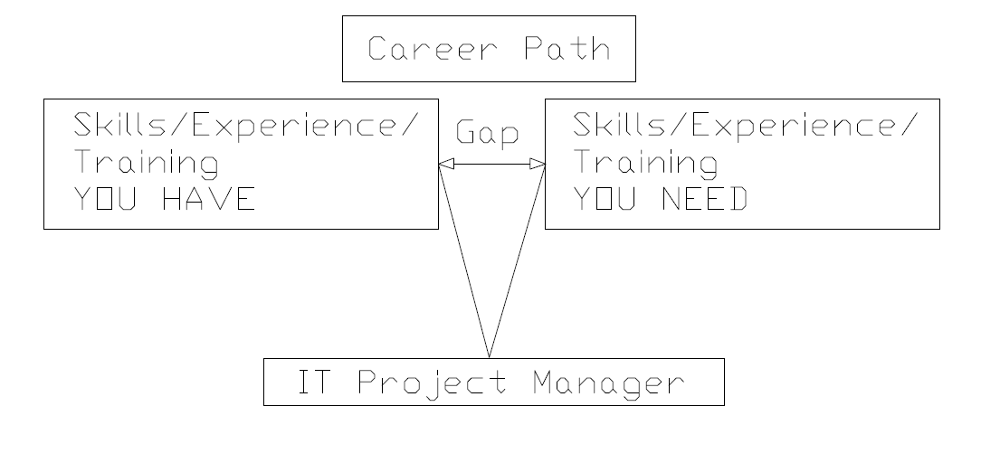 Career Path
Skills/Experience/
Training
YOU HAVE
Gap
Skills/Experience/
Training
YOU NEED
IT Project Manager